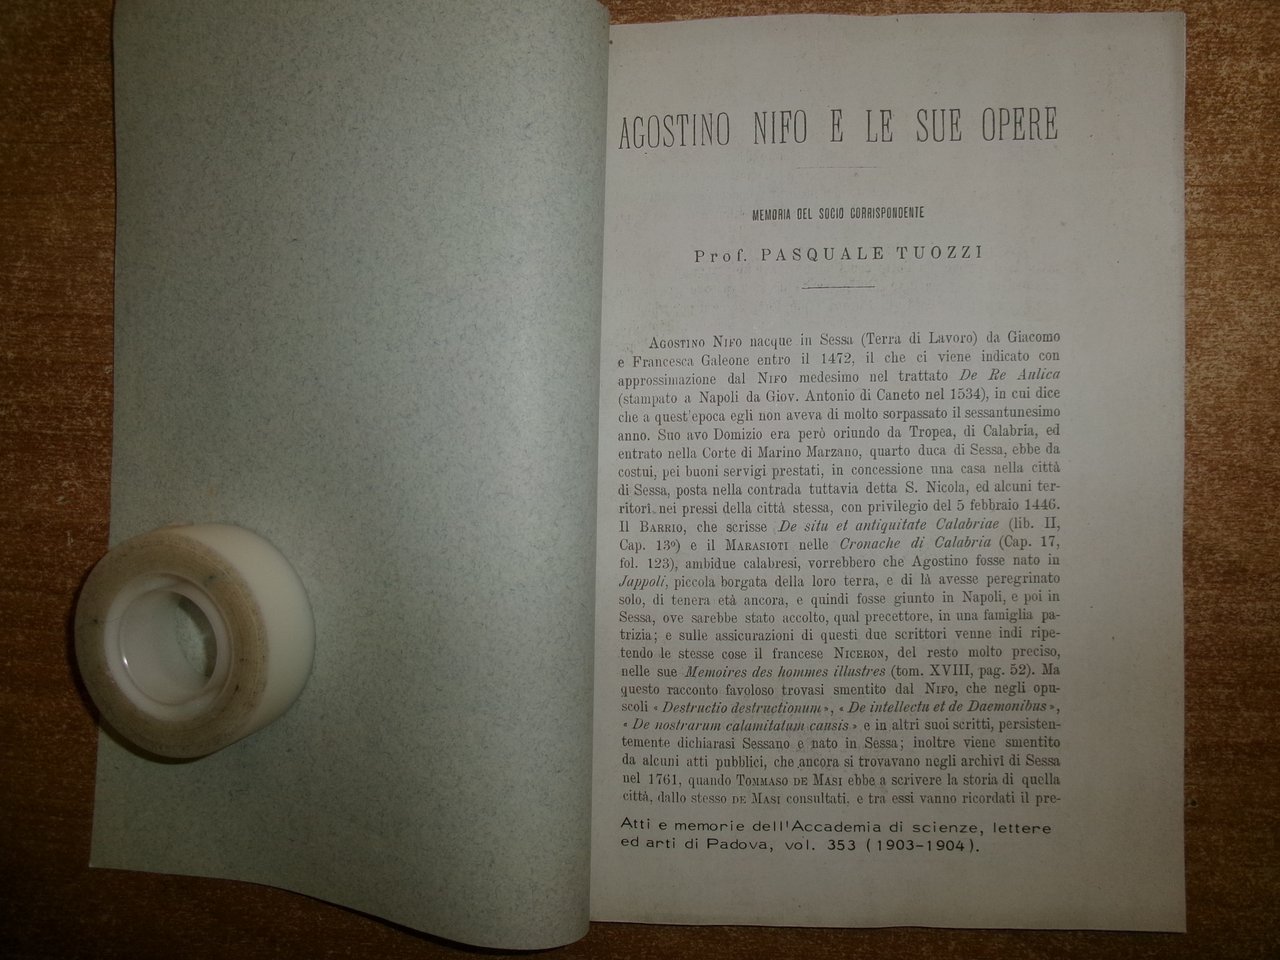 AGOSTINO NIFO E LE SUE OPERE
MEMORIA DEL SOCIO CORRISPONDENTE
Prof. PASQUALE TUOZZI
AGOSTINO NIFO nacque in Sessa (Terra di Lavoro) da Giacomo
e Francesca Galeone entro il 1472, il che ci viene indicato con
approssimazione dal NIFO medesimo nel trattato De Re Aulica
(stampato a Napoli da Giov. Antonio di Caneto nel 1534), in cui dice
che a quest'epoca egli non aveva di molto sorpassato il sessantunesimo
anno. Suo avo Domizio era però oriundo da Tropea, di Calabria, ed
entrato nella Corte di Marino Marzano, quarto duca di Sessa, ebbe da
costui, pei buoni servigi prestati, in concessione una casa nella città
di Sessa, posta nella contrada tuttavia detta S. Nicola, ed alcuni ter-
ritori nei pressi della città stessa, con privilegio del 5 febbraio 1446.
Il BARRIO, che scrisse De situ et antiquitate Calabriae (lib. II,
Cap. 13º) e il MARASIOTI nelle Cronache di Calabria (Cap. 17,
fol. 123), ambidue calabresi, vorrebbero che Agostino fosse nato in
Jappoli, piccola borgata della loro terra, e di là avesse peregrinato
solo, di tenera età ancora, e quindi fosse giunto in Napoli, e poi in
Sessa, ove sarebbe stato accolto, qual precettore, in una famiglia pa-
trizia; e sulle assicurazioni di questi due scrittori venne indi ripe-
tendo le stesse cose il francese NICERON, del resto molto preciso,
nelle sue Memoires des hommes illustres (tom. XVIII, pag. 52). Ma
questo racconto favoloso trovasi smentito dal NIFO, che negli opu-
scoli « Destructio destructionum », « De intellectu et de Daemonibus »,
« De nostrarum calamitatum causis » e in altri suoi scritti, persisten-
temente dichiarasi Sessano e nato in Sessa; inoltre viene smentito
da alcuni atti pubblici, che ancora si trovavano negli archivî di Sessa
nel 1761, quando TOMMASO DE MASI ebbe a scrivere la storia di quella
città, dallo stesso DE MASI consultati, e tra essi vanno ricordati il pre-
Atti e memorie dell'Accademia di scienze, lettere
ed arti di Padova, vol. 353 (1903-1904).